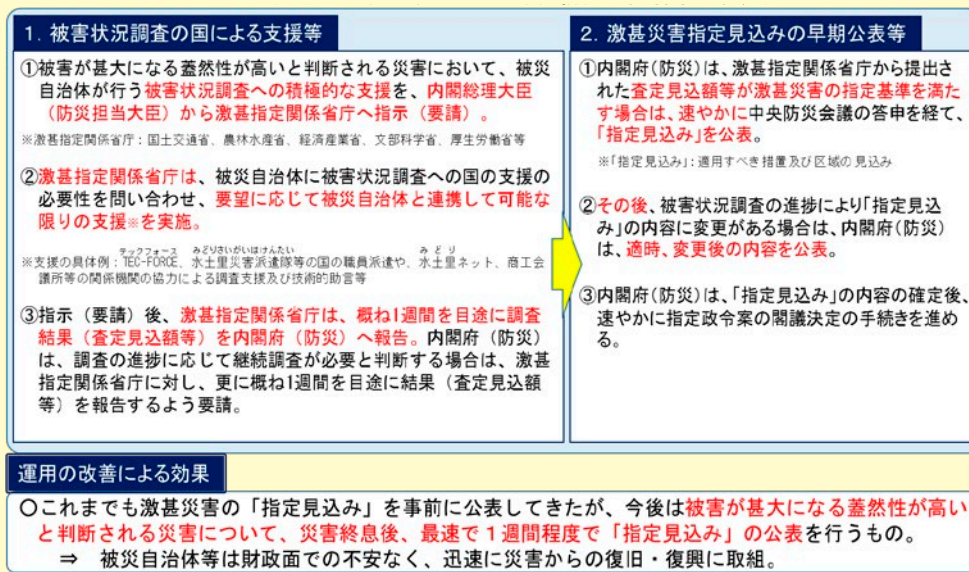 1. 被害状況調査の国による支援等
①被害が甚大になる蓋然性が高いと判断される災害において、被災
自治体が行う被害状況調査への積極的な支援を、内閣総理大臣
(防災担当大臣)から激甚指定関係省庁へ指示(要請)。
※激甚指定関係省庁:国土交通省、農林水産省、経済産業省、文部科学省、厚生労働省等
②激甚指定関係省庁は、被災自治体に被害状況調査への国の支援の
必要性を問い合わせ、要望に応じて被災自治体と連携して可能な
限りの支援※を実施。
テックフォース みどりさいがいはけんたい みどり
※支援の具体例:TEC-FORCE、水土里災害派遣隊等の国の職員派遣や、水土里ネット、商工会
議所等の関係機関の協力による調査支援及び技術的助言等
③指示(要請)後、激甚指定関係省庁は、概ね1週間を目途に調査
結果(査定見込額等)を内閣府(防災)へ報告。内閣府(防災)
は、調査の進捗に応じて継続調査が必要と判断する場合は、激甚
指定関係省庁に対し、更に概ね1週間を目途に結果(査定見込額
等)を報告するよう要請。
2. 激甚災害指定見込みの早期公表等
①内閣府(防災)は、激甚指定関係省庁から提出さ
れた査定見込額等が激甚災害の指定基準を満た
す場合は、速やかに中央防災会議の答申を経て、
「指定見込み」を公表。
※「指定見込み」:適用すべき措置及び区域の見込み
②その後、被害状況調査の進捗により「指定見込
み」の内容に変更がある場合は、内閣府(防災)
は、適時、変更後の内容を公表。
③内閣府(防災)は、「指定見込み」の内容の確定後、
速やかに指定政令案の閣議決定の手続きを進め
る。
運用の改善による効果
〇これまでも激甚災害の「指定見込み」を事前に公表してきたが、今後は被害が甚大になる蓋然性が高い
と判断される災害について、災害終息後、最速で1週間程度で「指定見込み」の公表を行うもの。
⇒ 被災自治体等は財政面での不安なく、迅速に災害からの復旧・復興に取組。